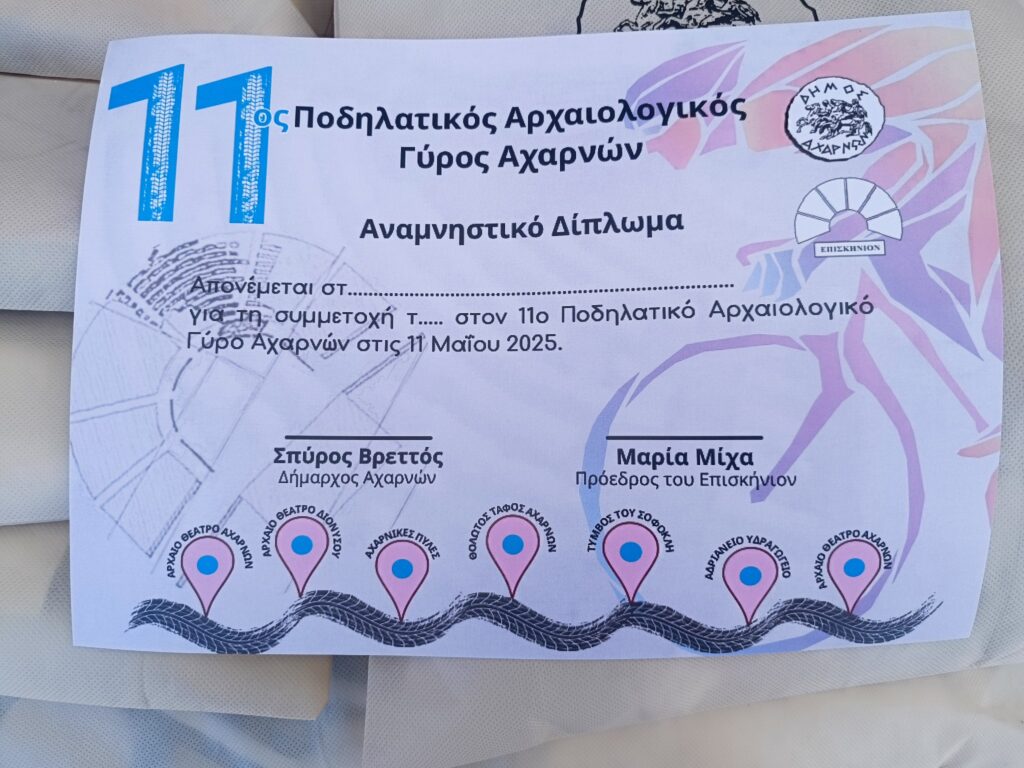 11ος Ποδηλατικός Αρχαιολογικός
Γύρος Αχαρνών
ΔΗΜΟΣ
ΑΧΑΡΝΩΝ
ΕΠΙΣΚΗΝΙΟΝ
Αναμνηστικό Δίπλωμα
Απονέμεται στ......................................................................
για τη συμμετοχή τ..... στον 11ο Ποδηλατικό Αρχαιολογικό
Γύρο Αχαρνών στις 11 Μαΐου 2025.
Σπύρος Βρεττός
Δήμαρχος Αχαρνών
Μαρία Μίχα
Πρόεδρος του Επισκήνιον
ΑΡΧΑΙΟ ΘΕΑΤΡΟ ΑΧΑΡΝΩΝ
ΑΡΧΑΙΟ ΘΕΑΤΡΟ ΔΙΟΝΥΣΟΥ
ΑΧΑΡΝΙΚΕΣ ΠΥΛΕΣ
ΘΟΛΩΤΟΣ ΤΑΦΟΣ ΑΧΑΡΝΩΝ
ΤΥΜΒΟΣ ΤΟΥ ΣΟΦΟΚΛΗ
ΑΔΡΙΑΝΕΙΟ ΥΔΡΑΓΩΓΕΙΟ
ΑΡΧΑΙΟ ΘΕΑΤΡΟ ΑΧΑΡΝΩΝ